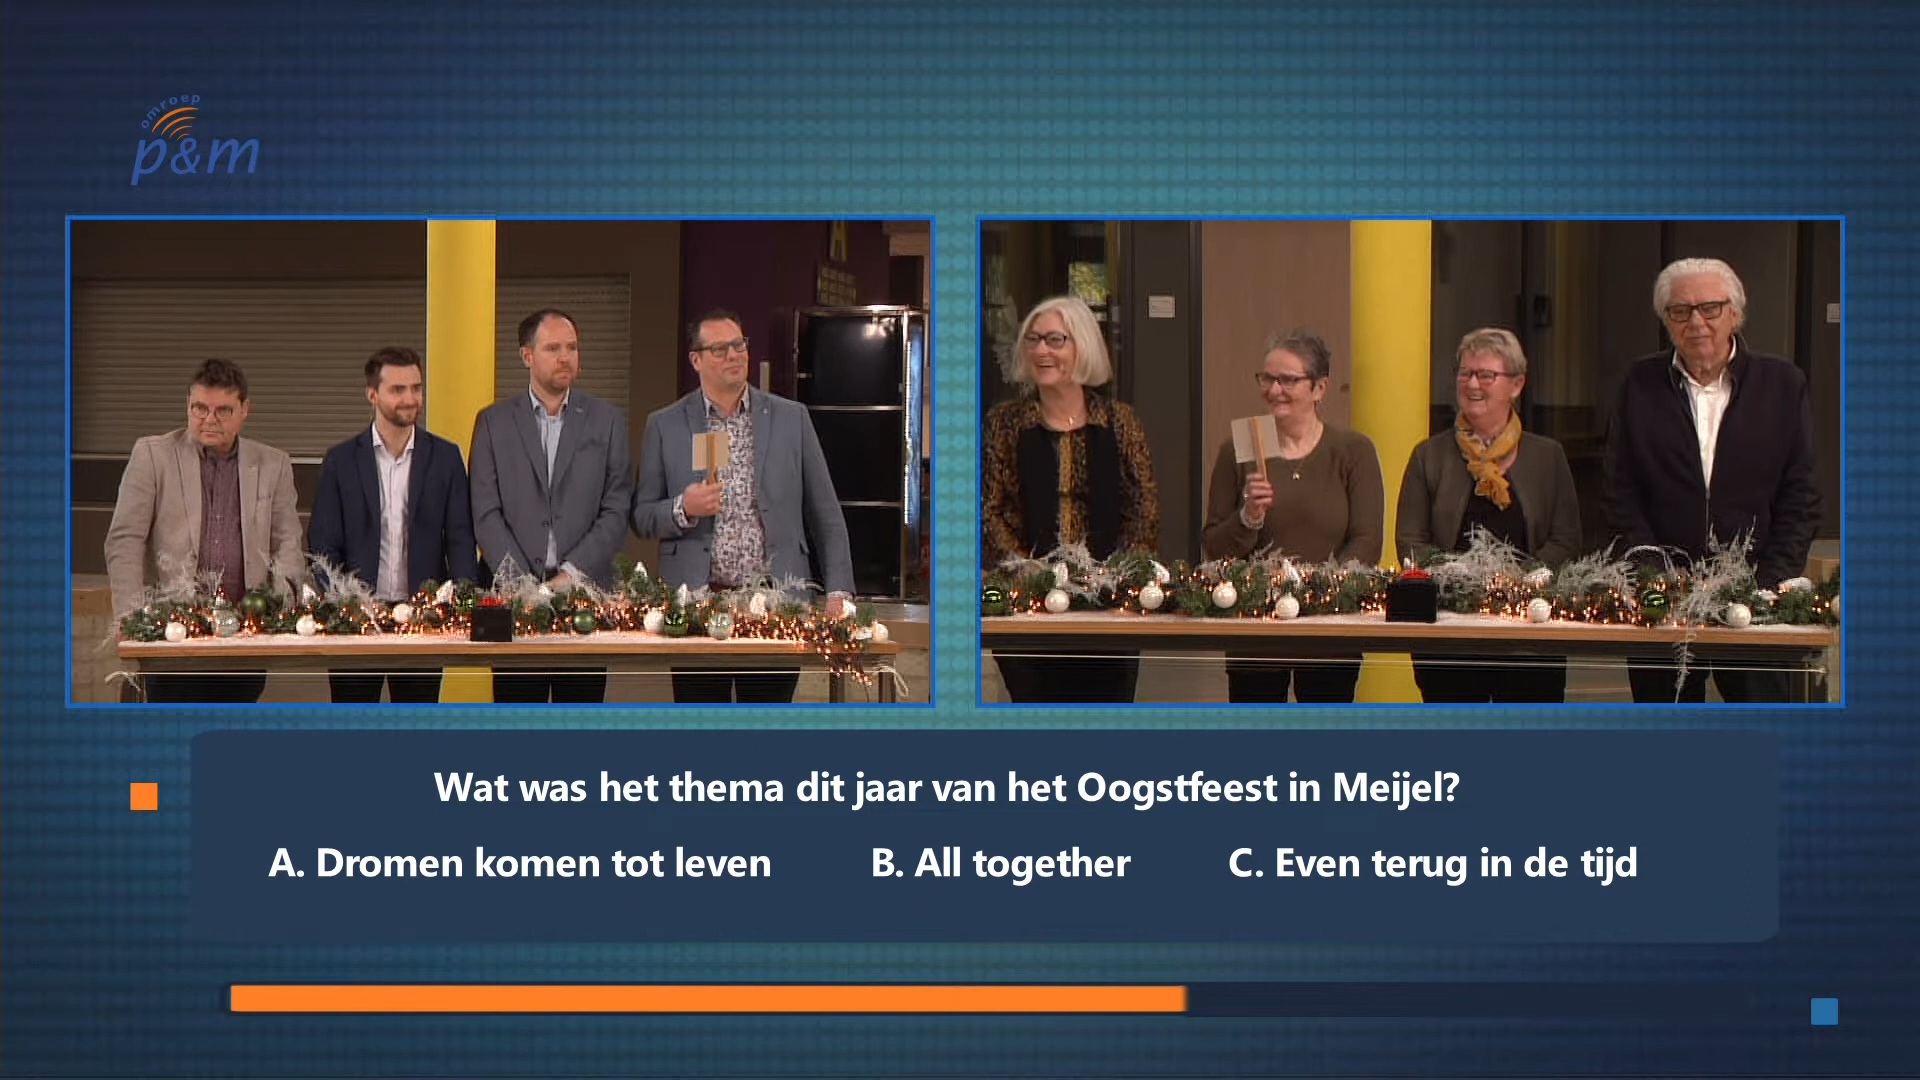 omroep
p&m
Wat was het thema dit jaar van het Oogstfeest in Meijel?
A. Dromen komen tot leven B. All together C. Even terug in de tijd